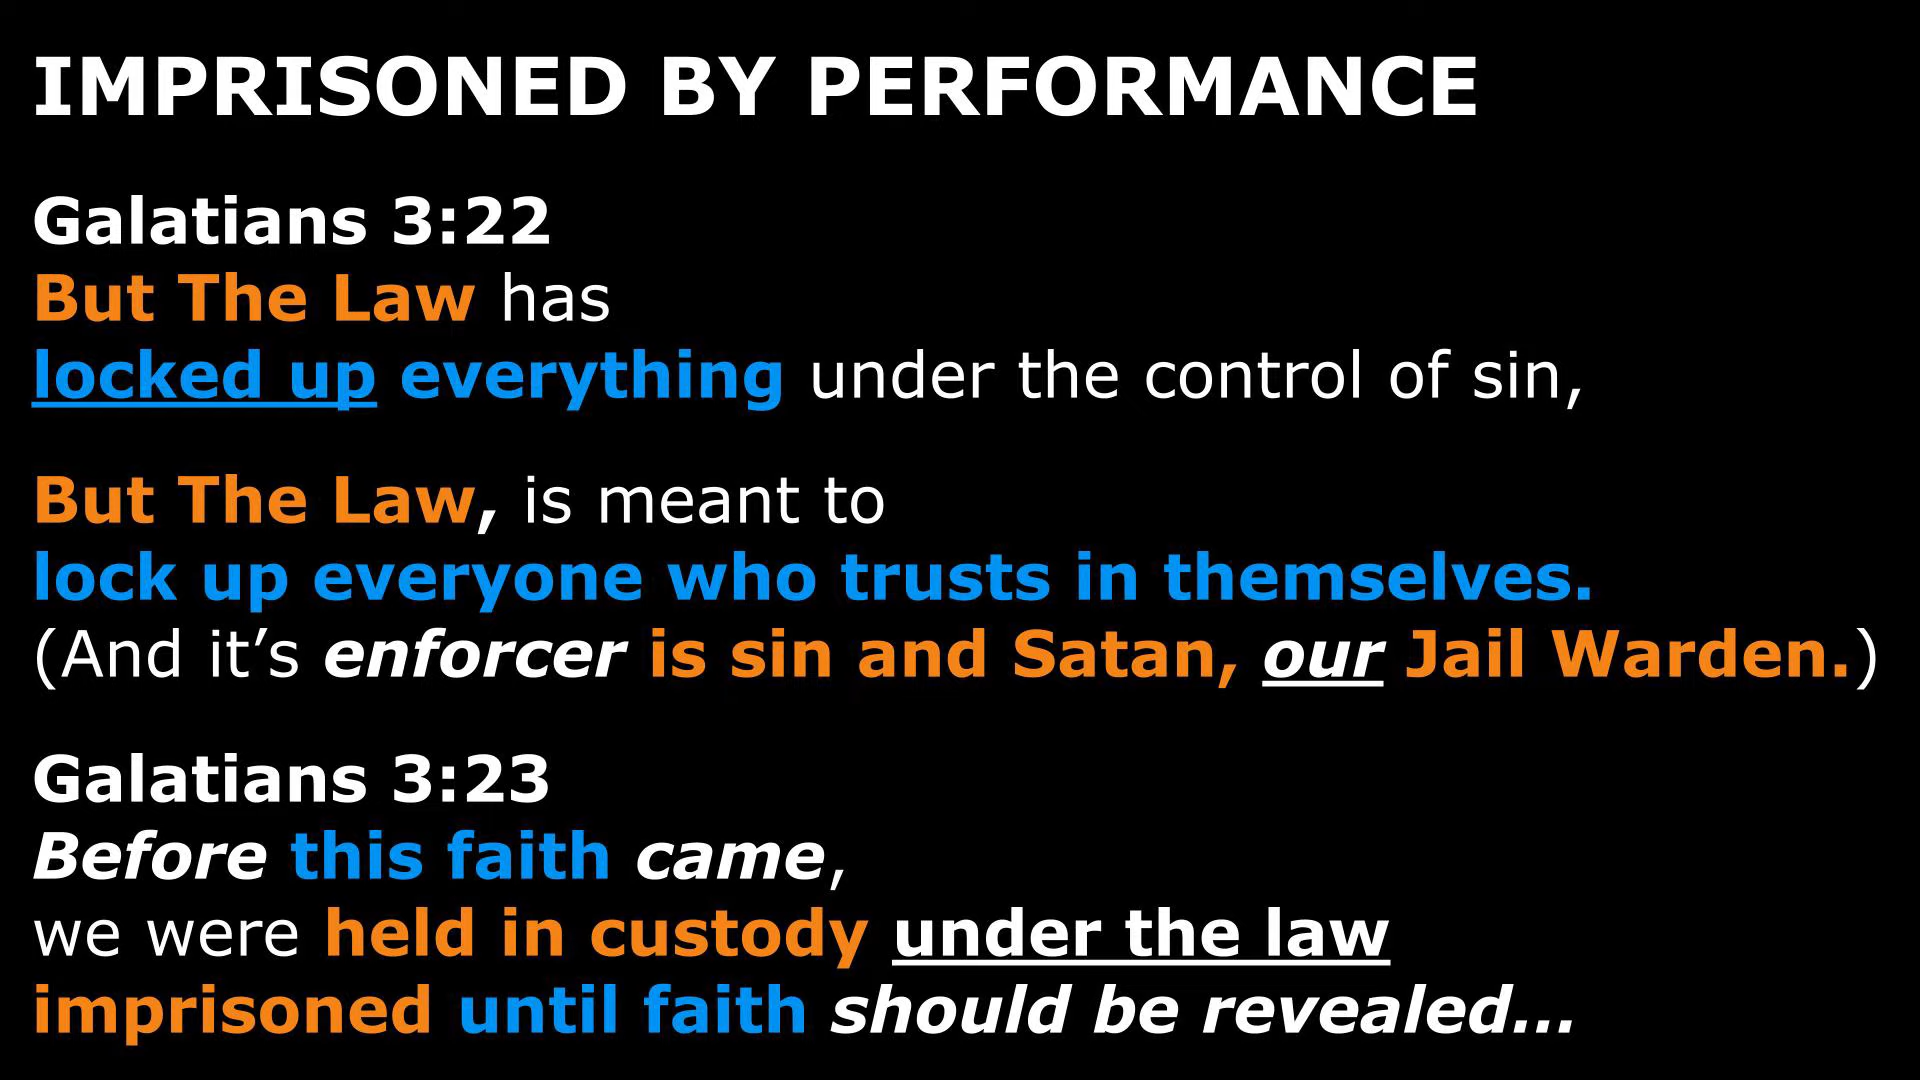 IMPRISONED BY PERFORMANCE
Galatians 3:22
But The Law has
locked up everything under the control of sin,
But The Law, is meant to
lock up everyone who trusts in themselves.
(And it’s enforcer is sin and Satan, our Jail Warden.)
Galatians 3:23
Before this faith came,
we were held in custody under the law
imprisoned until faith should be revealed…